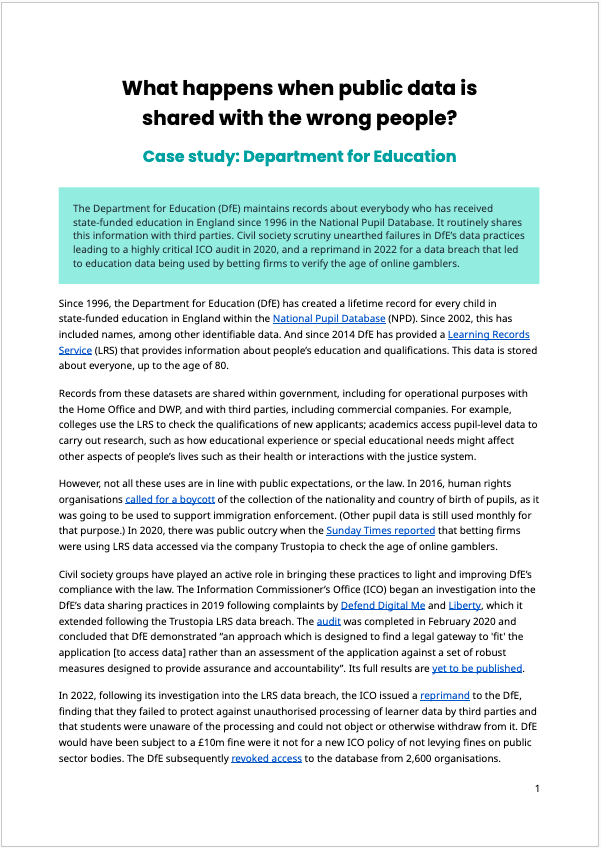 What happens when public data is
shared with the wrong people?
Case study: Department for Education
The Department for Education (DfE) maintains records about everybody who has received
state-funded education in England since 1996 in the National Pupil Database. It routinely shares
this information with third parties. Civil society scrutiny unearthed failures in DfE's data practices
leading to a highly critical ICO audit in 2020, and a reprimand in 2022 for a data breach that led
to education data being used by betting firms to verify the age of online gamblers.
Since 1996, the Department for Education (DfE) has created a lifetime record for every child in
state-funded education in England within the National Pupil Database (NPD). Since 2002, this has
included names, among other identifiable data. And since 2014 DfE has provided a Learning Records
Service (LRS) that provides information about people's education and qualifications. This data is stored
about everyone, up to the age of 80.
Records from these datasets are shared within government, including for operational purposes with
the Home Office and DWP, and with third parties, including commercial companies. For example,
colleges use the LRS to check the qualifications of new applicants; academics access pupil-level data to
carry out research, such as how educational experience or special educational needs might affect
other aspects of people's lives such as their health or interactions with the justice system.
However, not all these uses are in line with public expectations, or the law. In 2016, human rights
organisations called for a boycott of the collection of the nationality and country of birth of pupils, as it
was going to be used to support immigration enforcement. (Other pupil data is still used monthly for
that purpose.) In 2020, there was public outcry when the Sunday Times reported that betting firms
were using LRS data accessed via the company Trustopia to check the age of online gamblers.
Civil society groups have played an active role in bringing these practices to light and improving DfE's
compliance with the law. The Information Commissioner's Office (ICO) began an investigation into the
DfE's data sharing practices in 2019 following complaints by Defend Digital Me and Liberty, which it
extended following the Trustopia LRS data breach. The audit was completed in February 2020 and
concluded that DfE demonstrated "an approach which is designed to find a legal gateway to 'fit' the
application [to access data] rather than an assessment of the application against a set of robust
measures designed to provide assurance and accountability". Its full results are yet to be published.
In 2022, following its investigation into the LRS data breach, the ICO issued a reprimand to the DfE,
finding that they failed to protect against unauthorised processing of learner data by third parties and
that students were unaware of the processing and could not object or otherwise withdraw from it. DfE
would have been subject to a £10m fine were it not for a new ICO policy of not levying fines on public
sector bodies. The DfE subsequently revoked access to the database from 2,600 organisations.
1